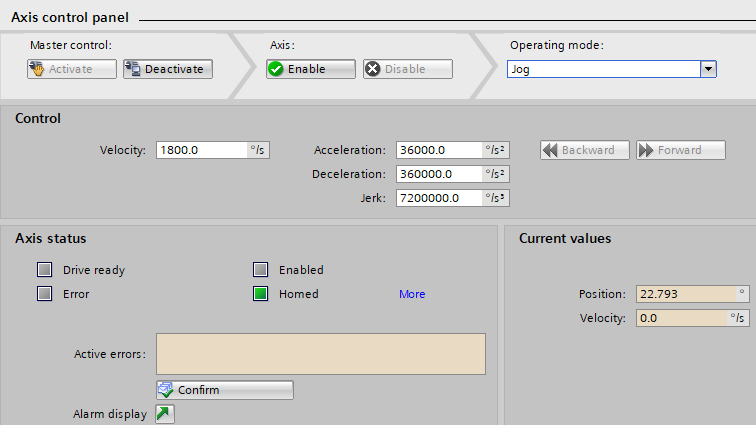 Axis control panel
Master control: Axis: Operating mode:
Activate Deactivate Enable Disable Jog
Control
Velocity: 1800.0 °/s Acceleration: 36000.0 °/s² Backward Forward
Deceleration: 360000.0 °/s²
Jerk: 7200000.0 °/s³
Axis status Current values
Drive ready Enabled
Error Homed More Position: 22.793 °
Velocity: 0.0 °/s
Active errors:
Confirm
Alarm display